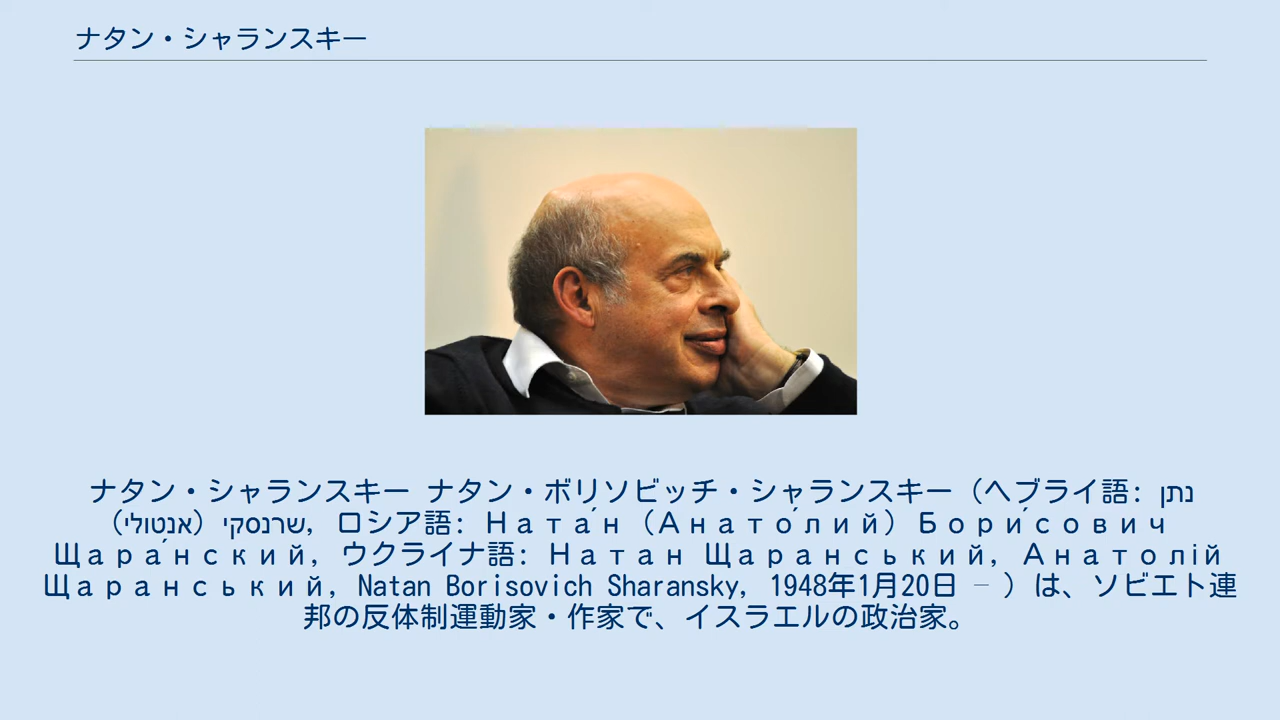 ナタン・シャランスキー
ナタン・シャランスキー ナタン・ボリソビッチ・シャランスキー（ヘブライ語: נתן
(אנטולי) שרנסקי, ロシア語: Ната́н（Анато́лий）Бори́сович
Щара́нский, ウクライナ語: Натан Щаранський, Анатолій
Щаранський, Natan Borisovich Sharansky, 1948年1月20日 – ）は、ソビエト連
邦の反体制運動家・作家で、イスラエルの政治家。